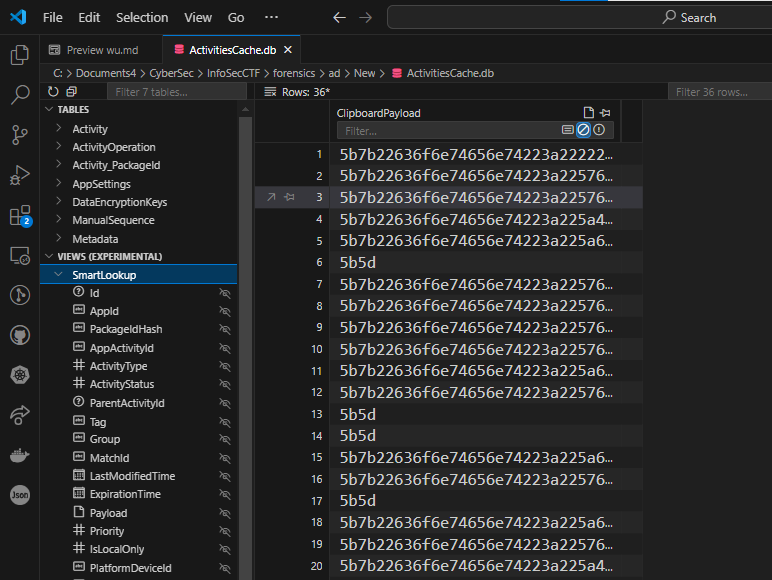 File Edit Selection View Go ··· ← → Search
Preview wu.md ActivitiesCache.db ×
C: > Documents4 > CyberSec > InfoSecCTF > forensics > ad > New > ActivitiesCache.db
Filter 7 tables... Rows: 36* Filter 36 rows...
TABLES
Activity
ActivityOperation
Activity_PackageId
AppSettings
DataEncryptionKeys
ManualSequence
Metadata
VIEWS (EXPERIMENTAL)
SmartLookup
Id
AppId
PackageIdHash
AppActivityId
ActivityType
ActivityStatus
ParentActivityId
Tag
Group
MatchId
LastModifiedTime
ExpirationTime
Payload
Priority
IsLocalOnly
PlatformDeviceId
2
Json
ClipboardPayload
Filter...
1 5b7b22636f6e74656e74223a22222...
2 5b7b22636f6e74656e74223a22576...
3 5b7b22636f6e74656e74223a22576...
4 5b7b22636f6e74656e74223a225a4...
5 5b7b22636f6e74656e74223a225a6...
6 5b5d
7 5b7b22636f6e74656e74223a22576...
8 5b7b22636f6e74656e74223a22576...
9 5b7b22636f6e74656e74223a22576...
10 5b7b22636f6e74656e74223a22576...
11 5b7b22636f6e74656e74223a225a6...
12 5b7b22636f6e74656e74223a22576...
13 5b5d
14 5b5d
15 5b7b22636f6e74656e74223a225a6...
16 5b7b22636f6e74656e74223a22576...
17 5b5d
18 5b7b22636f6e74656e74223a225a6...
19 5b7b22636f6e74656e74223a22576...
20 5b7b22636f6e74656e74223a225a4...